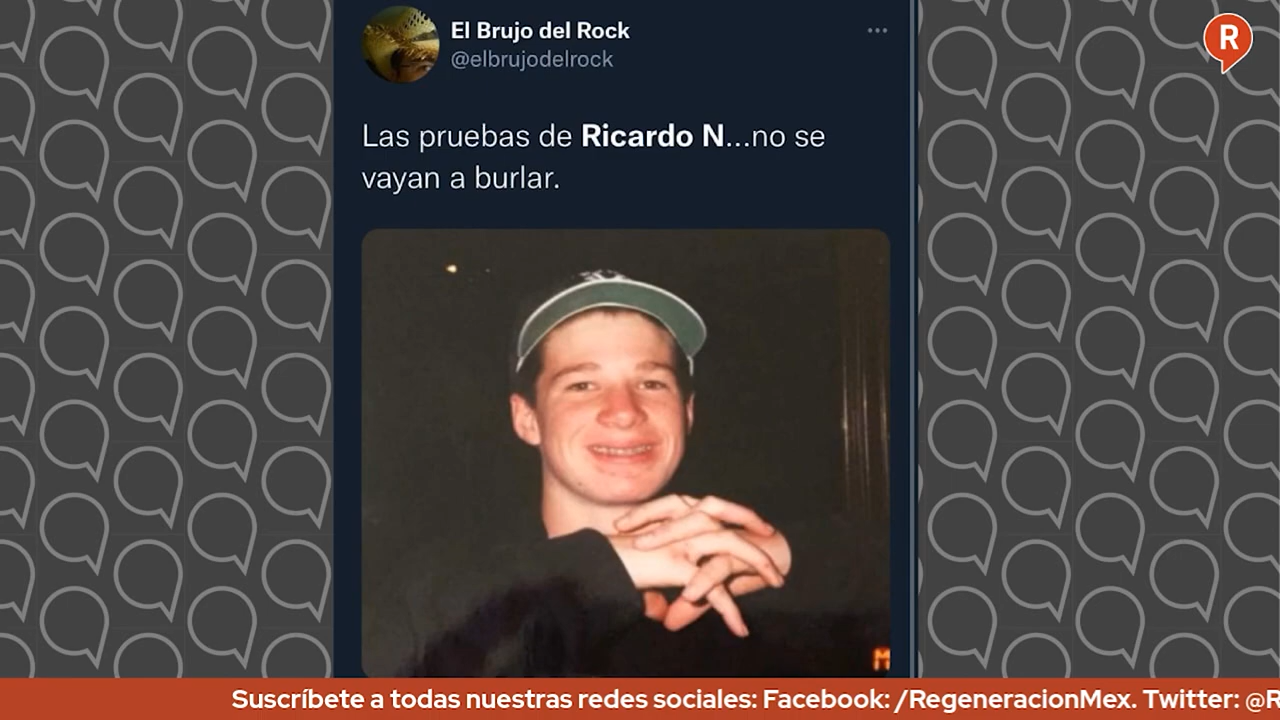 El Brujo del Rock
@elbrujodelrock
R
Las pruebas de Ricardo N...no se
vayan a burlar.
M
Suscríbete a todas nuestras redes sociales: Facebook: /RegeneracionMex. Twitter: @R